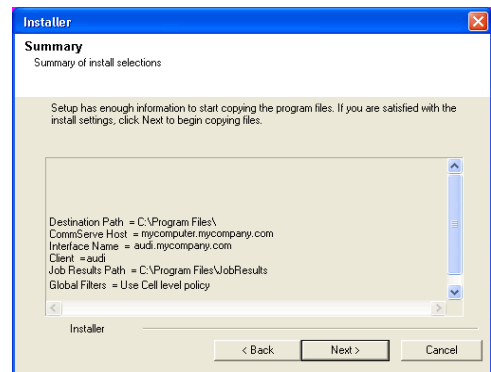 Installer
Summary
Summary of install selections
Setup has enough information to start copying the program files. If you are satisfied with the
install settings, click Next to begin copying files.
Destination Path = C:\Program Files\
CommServe Host = mycomputer.mycompany.com
Interface Name = audi.mycompany.com
Client =audi
Job Results Path = C:\Program Files\JobResults
Global Filters = Use Cell level policy
Installer
< Back Next > Cancel